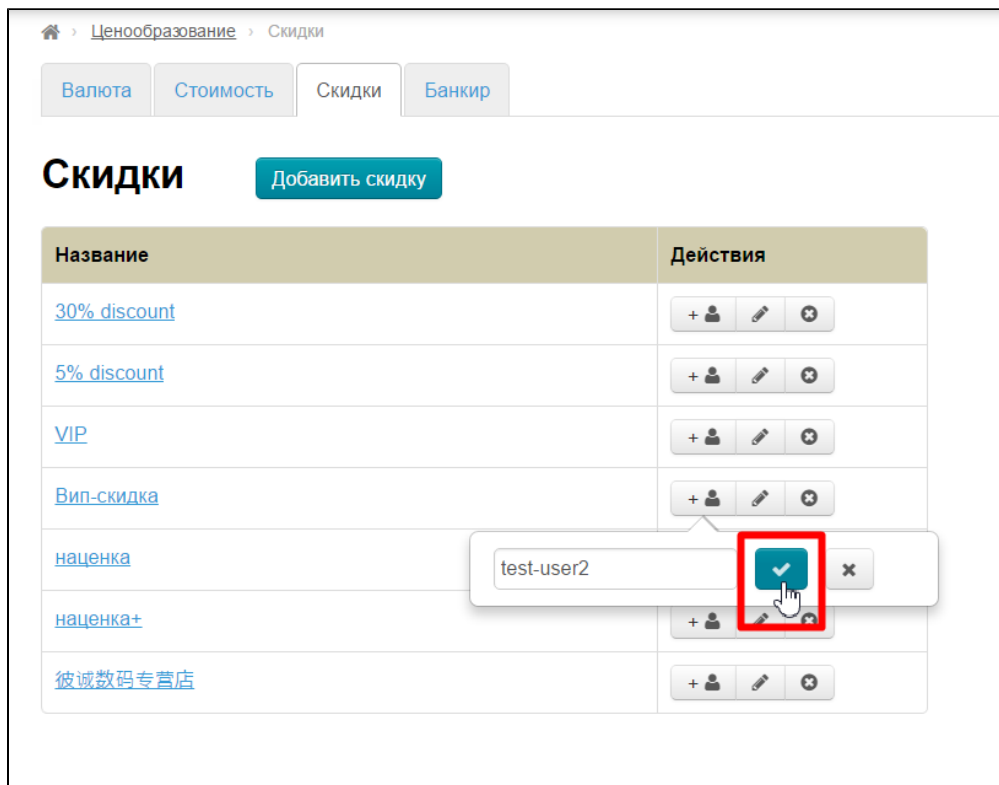 Ценообразование › Скидки
Валюта Стоимость Скидки Банкир
Скидки Добавить скидку
Название Действия
30% discount +
5% discount +
VIP +
Вип-скидка +
наценка test-user2
наценка+ +
彼诚数码专营店 +